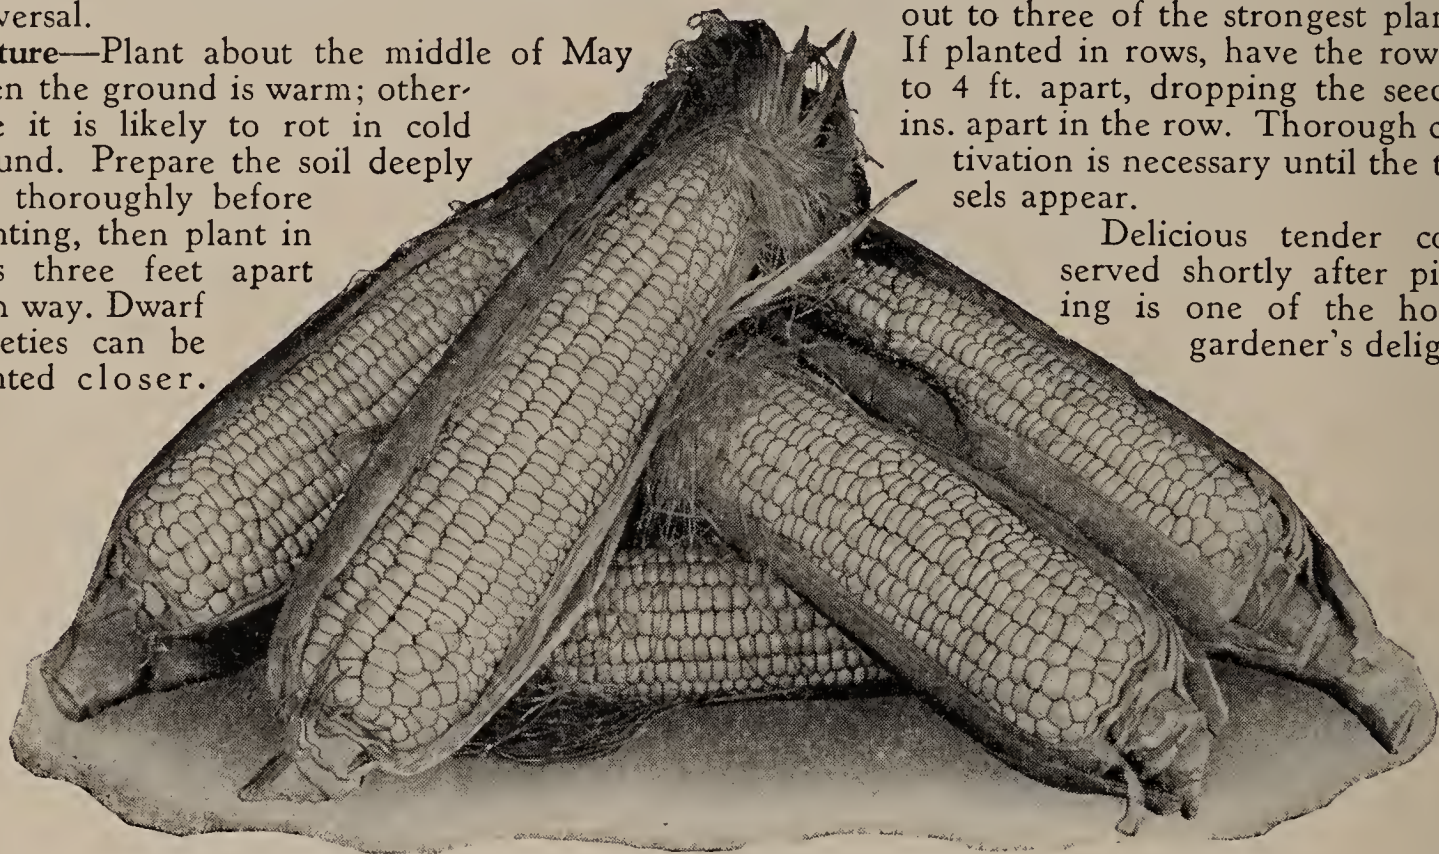 versal.
ture—Plant about the middle of May
en the ground is warm; other-
e it is likely to rot in cold
und. Prepare the soil deeply
thoroughly before
nting, then plant in
s three feet apart
h way. Dwarf
ieties can be
nted closer.
out to three of the strongest plan
If planted in rows, have the row
to 4 ft. apart, dropping the seed
ins. apart in the row. Thorough c
tivation is necessary until the t
sels appear.
Delicious tender co
served shortly after pi
ing is one of the ho
gardener's delig